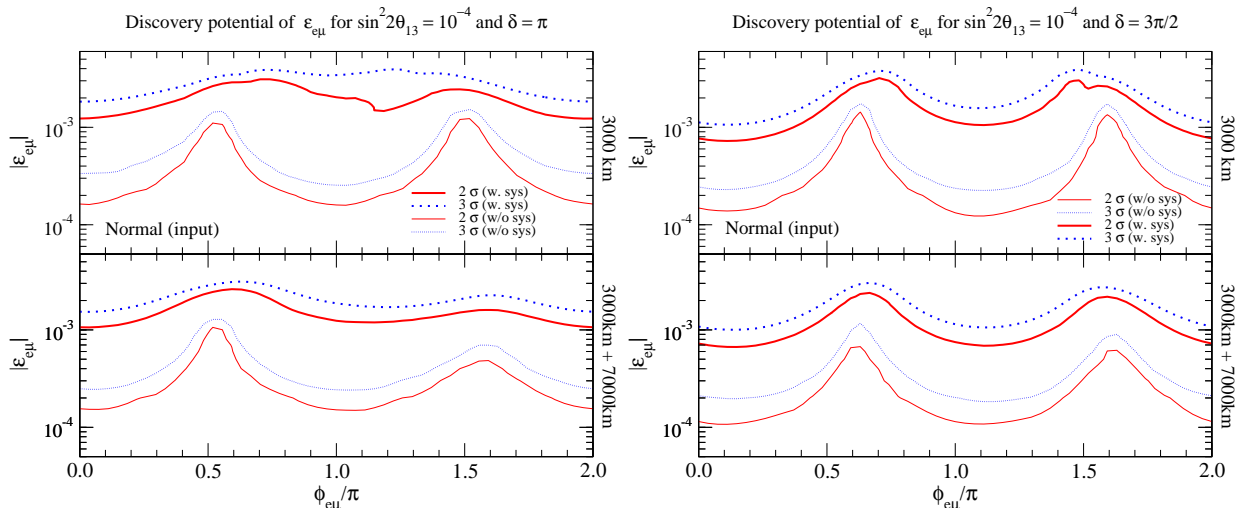 Discovery potential of ε_eμ for sin²2θ₁₃ = 10⁻⁴ and δ = π
|ε_eμ|
10⁻³
10⁻⁴
2 σ (w. sys)
3 σ (w. sys)
2 σ (w/o sys)
3 σ (w/o sys)
Normal (input)
3000 km
|ε_eμ|
10⁻³
10⁻⁴
3000km + 7000km
0.0 0.5 1.0 1.5 2.0
ϕ_eμ/π
Discovery potential of ε_eμ for sin²2θ₁₃ = 10⁻⁴ and δ = 3π/2
|ε_eμ|
10⁻³
10⁻⁴
2 σ (w/o sys)
3 σ (w/o sys)
2 σ (w. sys)
3 σ (w. sys)
Normal (input)
3000 km
|ε_eμ|
10⁻³
10⁻⁴
3000km + 7000km
0.0 0.5 1.0 1.5 2.0
ϕ_eμ/π